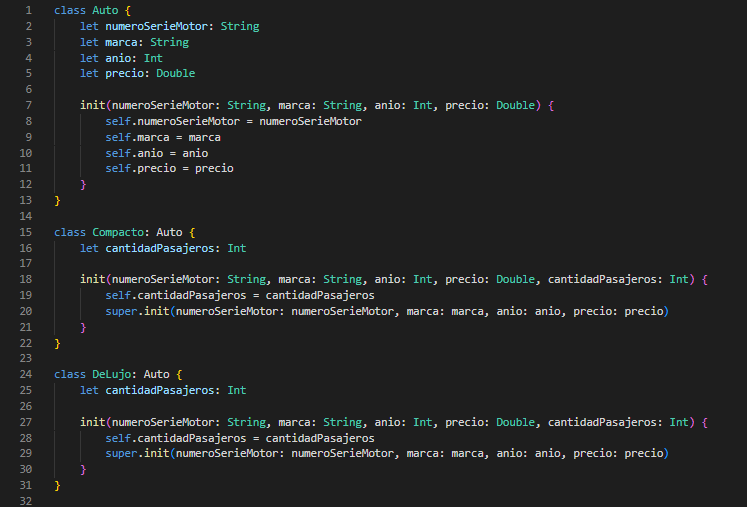 1 class Auto {
2 let numeroSerieMotor: String
3 let marca: String
4 let anio: Int
5 let precio: Double
6
7 init(numeroSerieMotor: String, marca: String, anio: Int, precio: Double) {
8 self.numeroSerieMotor = numeroSerieMotor
9 self.marca = marca
10 self.anio = anio
11 self.precio = precio
12 }
13 }
14
15 class Compacto: Auto {
16 let cantidadPasajeros: Int
17
18 init(numeroSerieMotor: String, marca: String, anio: Int, precio: Double, cantidadPasajeros: Int) {
19 self.cantidadPasajeros = cantidadPasajeros
20 super.init(numeroSerieMotor: numeroSerieMotor, marca: marca, anio: anio, precio: precio)
21 }
22 }
23
24 class DeLujo: Auto {
25 let cantidadPasajeros: Int
26
27 init(numeroSerieMotor: String, marca: String, anio: Int, precio: Double, cantidadPasajeros: Int) {
28 self.cantidadPasajeros = cantidadPasajeros
29 super.init(numeroSerieMotor: numeroSerieMotor, marca: marca, anio: anio, precio: precio)
30 }
31 }
32